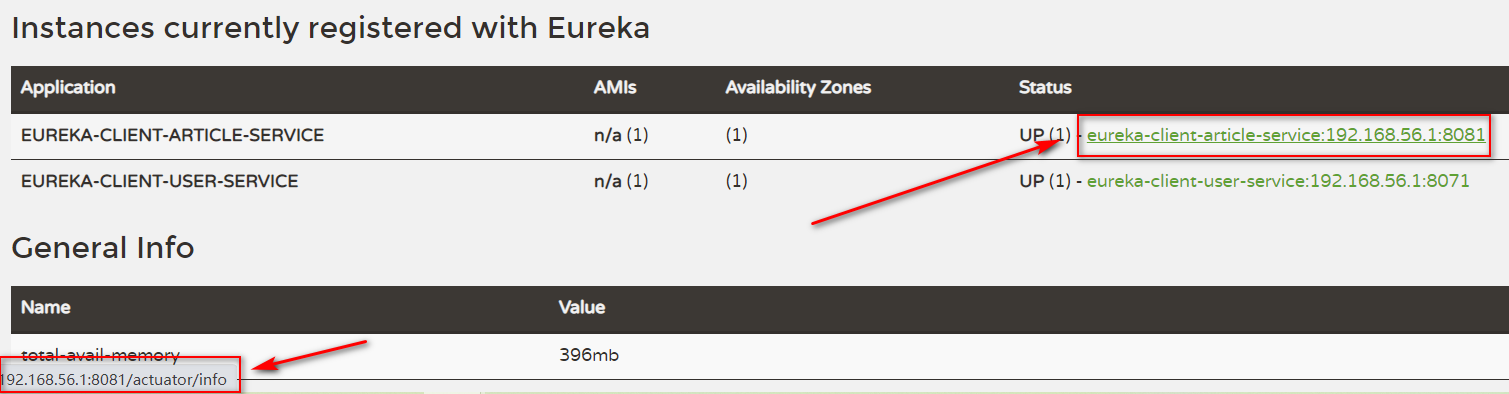 Instances currently registered with Eureka
Application AMIs Availability Zones Status
EUREKA-CLIENT-ARTICLE-SERVICE n/a (1) (1) UP (1) - eureka-client-article-service:192.168.56.1:8081
EUREKA-CLIENT-USER-SERVICE n/a (1) (1) UP (1) - eureka-client-user-service:192.168.56.1:8071
General Info
Name Value
total-avail-memory 396mb
192.168.56.1:8081/actuator/info